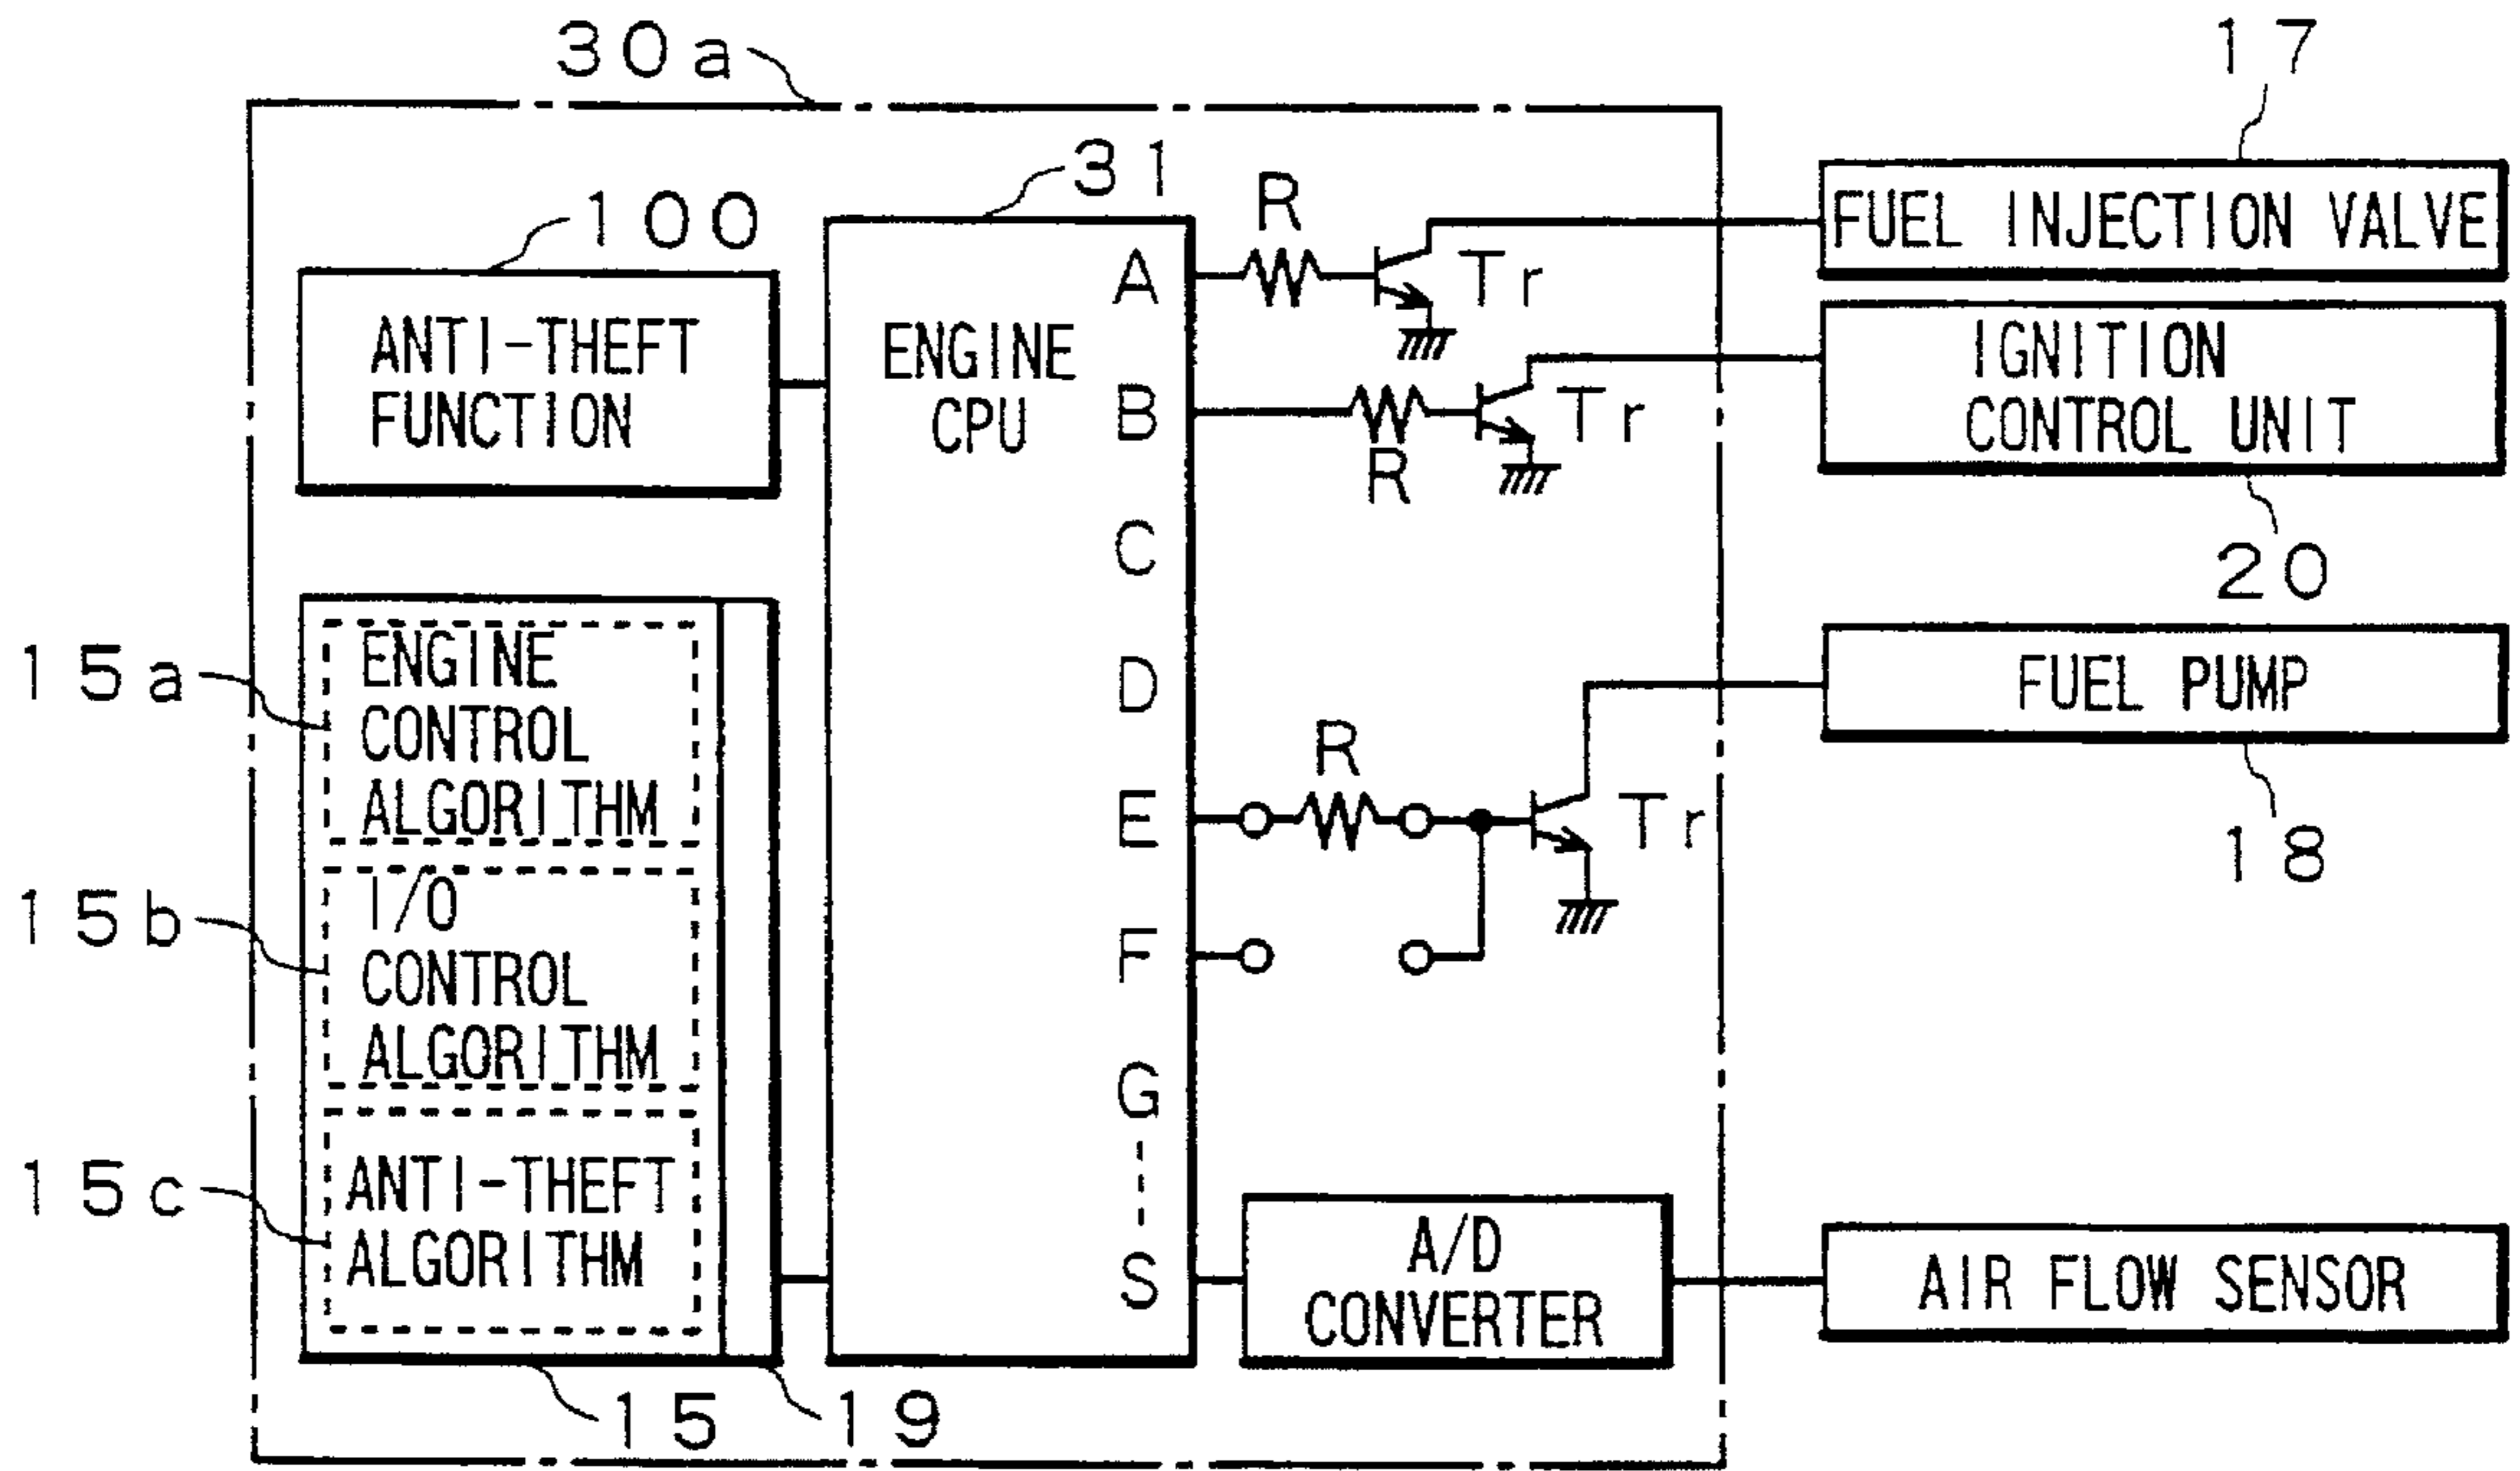 30a
17
31
100
R
FUEL INJECTION VALVE
A
Tr
ANTI-THEFT
FUNCTION
ENGINE
CPU
IGNITION
CONTROL UNIT
B
Tr
R
C
20
15a
ENGINE
CONTROL
ALGORITHM
D
FUEL PUMP
R
E
Tr
18
15b
I/O
CONTROL
ALGORITHM
F
G
15c
ANTI-THEFT
ALGORITHM
S
A/D
CONVERTER
AIR FLOW SENSOR
15
19